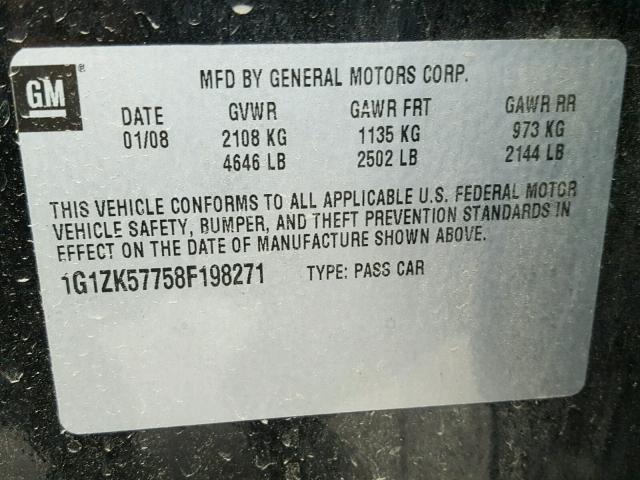 GM®
MFD BY GENERAL MOTORS CORP.
DATE GVWR GAWR FRT GAWR RR
01/08 2108 KG 1135 KG 973 KG
4646 LB 2502 LB 2144 LB
THIS VEHICLE CONFORMS TO ALL APPLICABLE U.S. FEDERAL MOTOR
VEHICLE SAFETY, BUMPER, AND THEFT PREVENTION STANDARDS IN
EFFECT ON THE DATE OF MANUFACTURE SHOWN ABOVE.
1G1ZK57758F198271 TYPE: PASS CAR